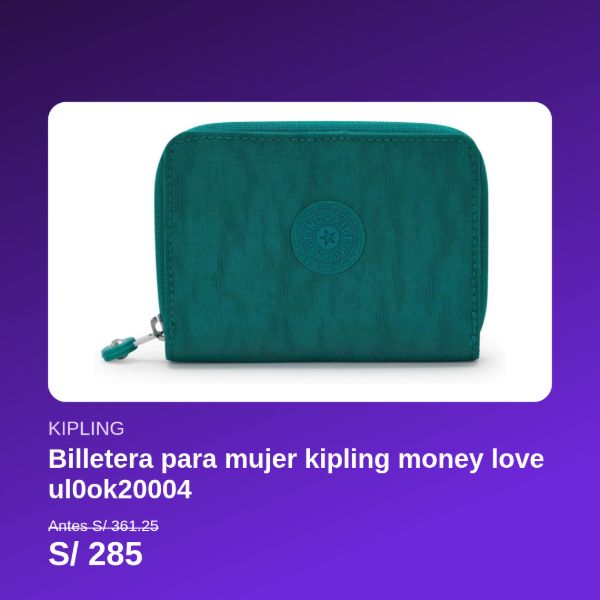 KIPLING
Billetera para mujer kipling money love
ul0ok20004
Antes S/ 361.25
S/ 285